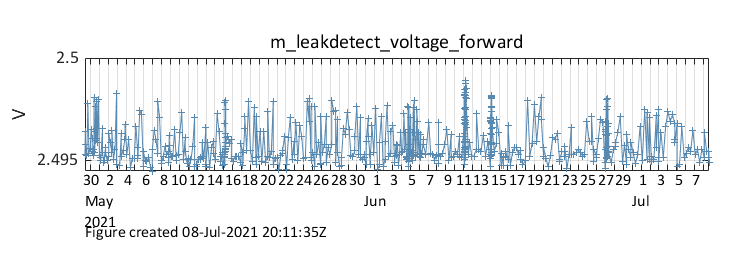 m_leakdetect_voltage_forward
2.5
V
2.495
30 2 4 6 8 10 12 14 16 18 20 22 24 26 28 30 1 3 5 7 9 11 13 15 17 19 21 23 25 27 29 1 3 5 7
May Jun Jul
2021
Figure created 08-Jul-2021 20:11:35Z